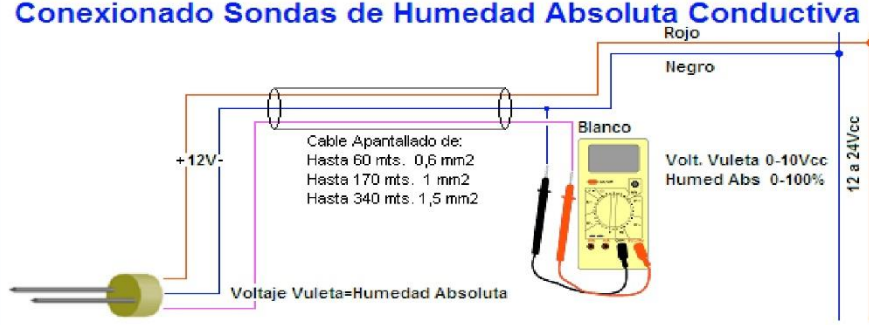 Conexionado Sondas de Humedad Absoluta Conductiva
Rojo
Negro
Blanco
+12V-
Cable Apantallado de:
Hasta 60 mts. 0,6 mm2
Hasta 170 mts. 1 mm2
Hasta 340 mts. 1,5 mm2
Volt. Vuleta 0-10Vcc
Humed Abs 0-100%
12 a 24Vcc
Voltaje Vuleta=Humedad Absoluta